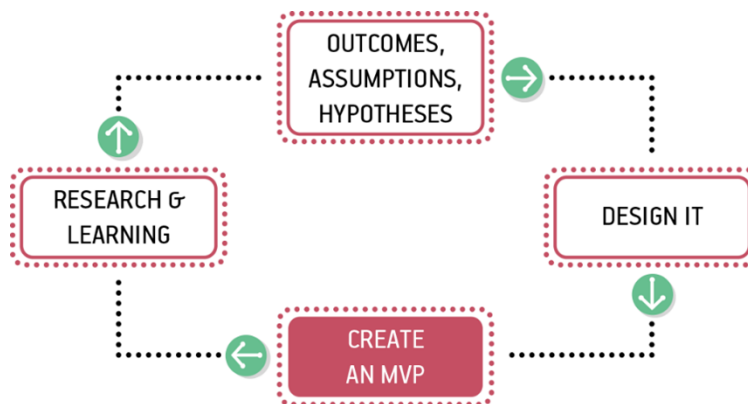 OUTCOMES,
ASSUMPTIONS,
HYPOTHESES
RESEARCH &
LEARNING
DESIGN IT
CREATE
AN MVP